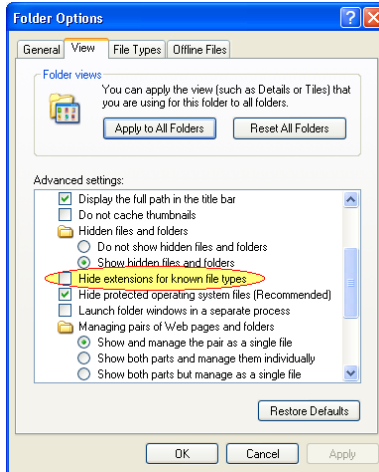 Folder Options
General View File Types Offline Files
Folder views
You can apply the view (such as Details or Tiles) that
you are using for this folder to all folders.
Apply to All Folders Reset All Folders
Advanced settings:
Display the full path in the title bar
Do not cache thumbnails
Hidden files and folders
Do not show hidden files and folders
Show hidden files and folders
Hide extensions for known file types
Hide protected operating system files (Recommended)
Launch folder windows in a separate process
Managing pairs of Web pages and folders
Show and manage the pair as a single file
Show both parts and manage them individually
Show both parts but manage as a single file
Restore Defaults
OK Cancel Apply